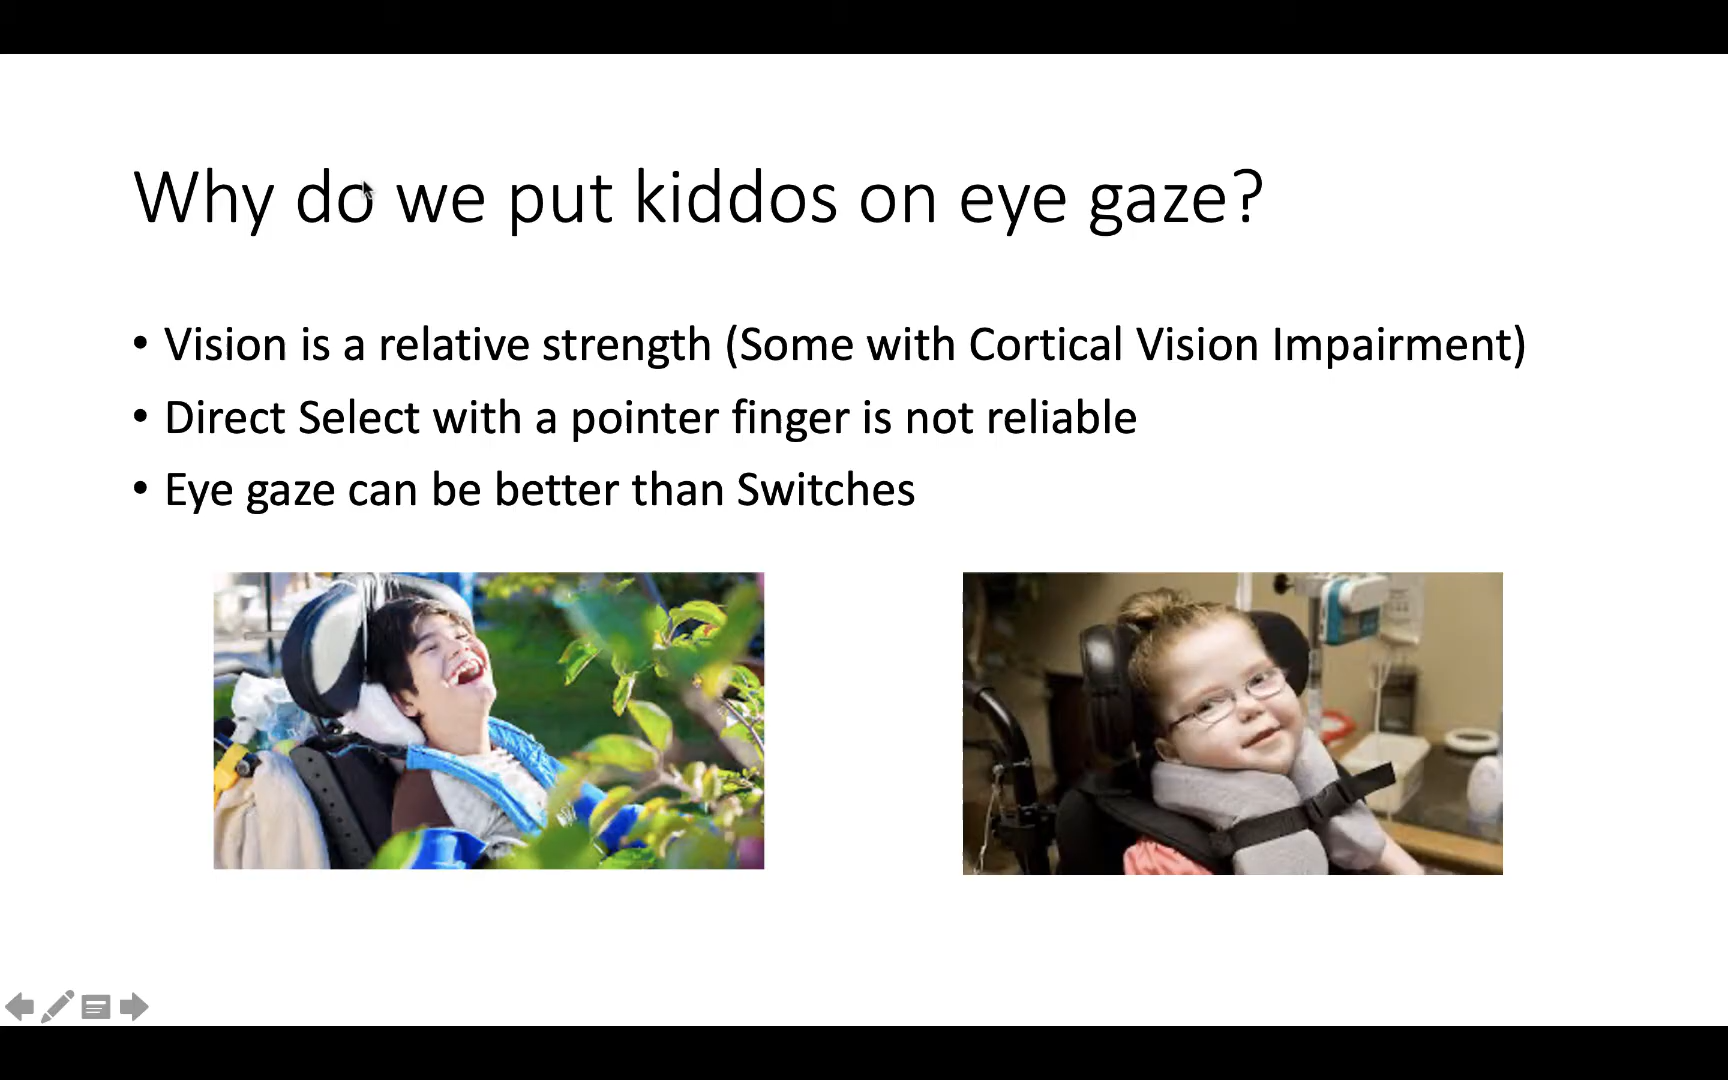 Why do we put kiddos on eye gaze?
• Vision is a relative strength (Some with Cortical Vision Impairment)
• Direct Select with a pointer finger is not reliable
• Eye gaze can be better than Switches